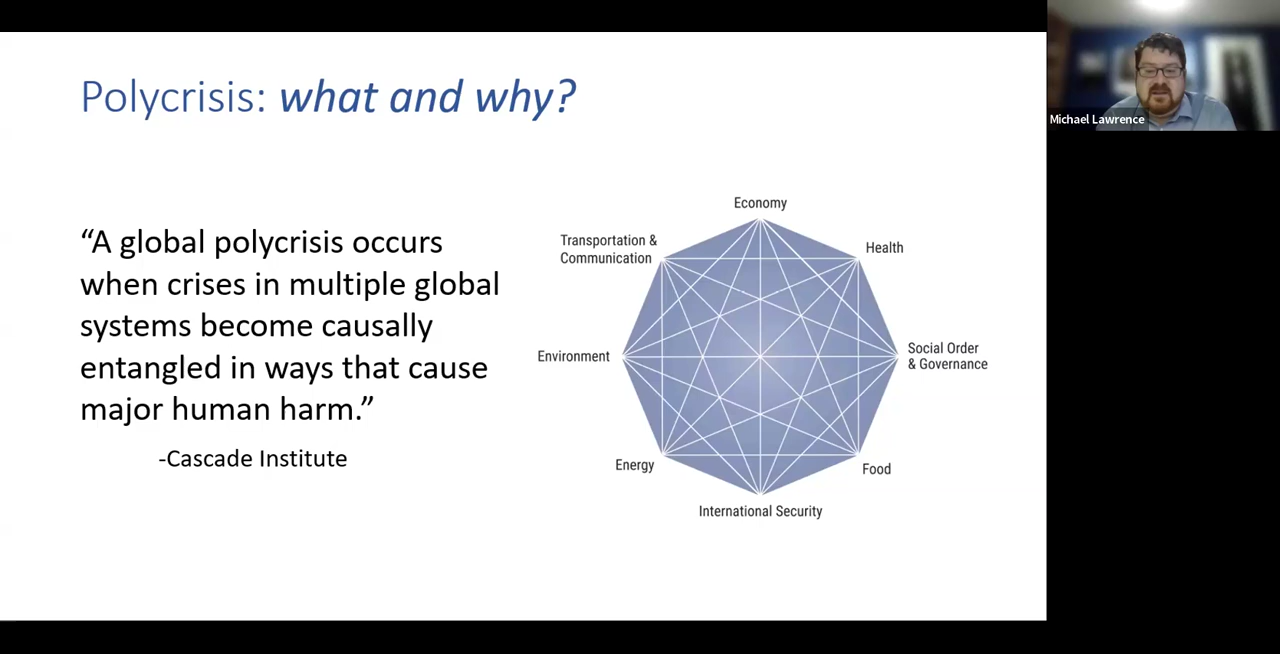 Polycrisis: what and why?
“A global polycrisis occurs
when crises in multiple global
systems become causally
entangled in ways that cause
major human harm.”
-Cascade Institute
Economy
Transportation &
Communication
Health
Environment
Social Order
& Governance
Energy
Food
International Security
Michael Lawrence